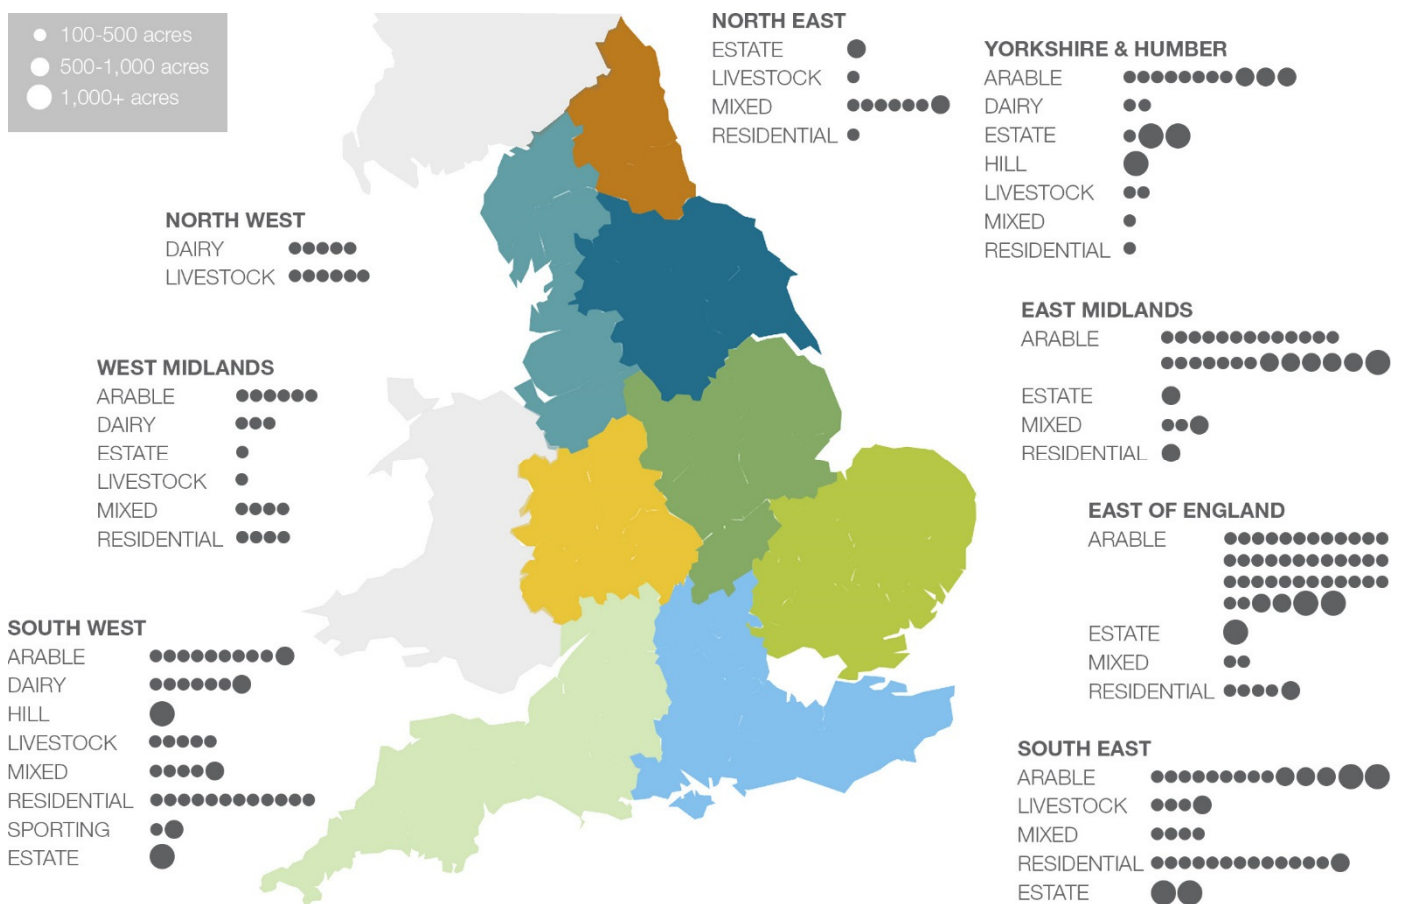 100-500 acres
500-1,000 acres
1,000+ acres
NORTH EAST
ESTATE
LIVESTOCK
MIXED
RESIDENTIAL
YORKSHIRE & HUMBER
ARABLE
DAIRY
ESTATE
HILL
LIVESTOCK
MIXED
RESIDENTIAL
NORTH WEST
DAIRY
LIVESTOCK
EAST MIDLANDS
ARABLE
ESTATE
MIXED
RESIDENTIAL
WEST MIDLANDS
ARABLE
DAIRY
ESTATE
LIVESTOCK
MIXED
RESIDENTIAL
EAST OF ENGLAND
ARABLE
ESTATE
MIXED
RESIDENTIAL
SOUTH WEST
ARABLE
DAIRY
HILL
LIVESTOCK
MIXED
RESIDENTIAL
SPORTING
ESTATE
SOUTH EAST
ARABLE
LIVESTOCK
MIXED
RESIDENTIAL
ESTATE